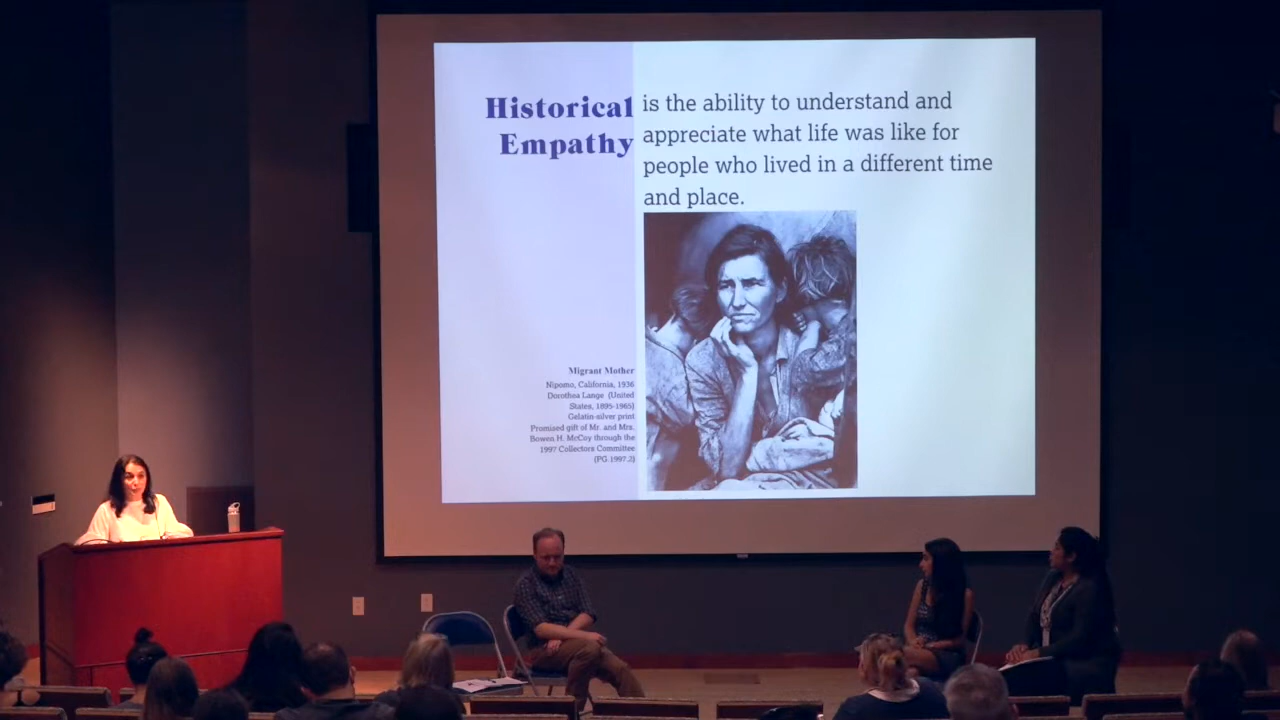 Historical
Empathy
is the ability to understand and
appreciate what life was like for
people who lived in a different time
and place.
Migrant Mother
Nipomo, California, 1936
Dorothea Lange (United
States, 1895-1965)
Gelatin-silver print
Promised gift of Mr. and Mrs.
Bowen H. McCoy through the
1997 Collectors Committee
(PG.1997.2)